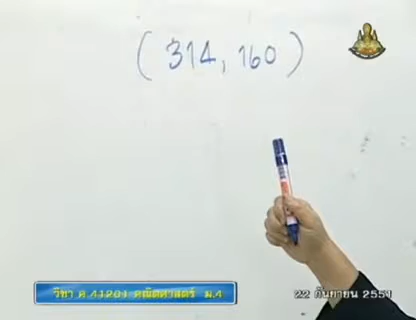 (314, 160)
วิชา ค 41201 คณิตศาสตร์ ม.4
22 กันยายน 2551